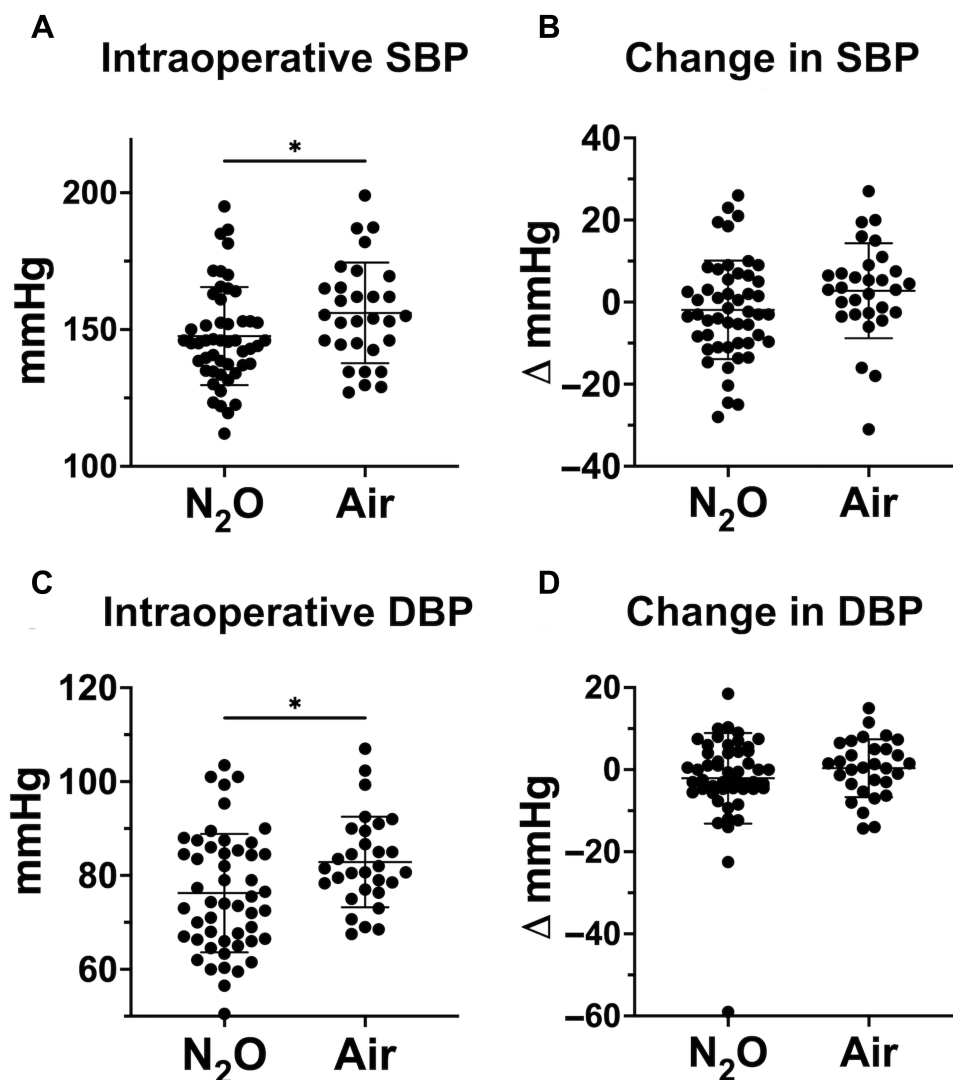 A
Intraoperative SBP
mmHg
200
150
100
*
N₂O
Air
B
Change in SBP
Δ mmHg
40
20
0
−20
−40
N₂O
Air
C
Intraoperative DBP
mmHg
120
100
80
60
*
N₂O
Air
D
Change in DBP
Δ mmHg
20
0
−20
−40
−60
N₂O
Air